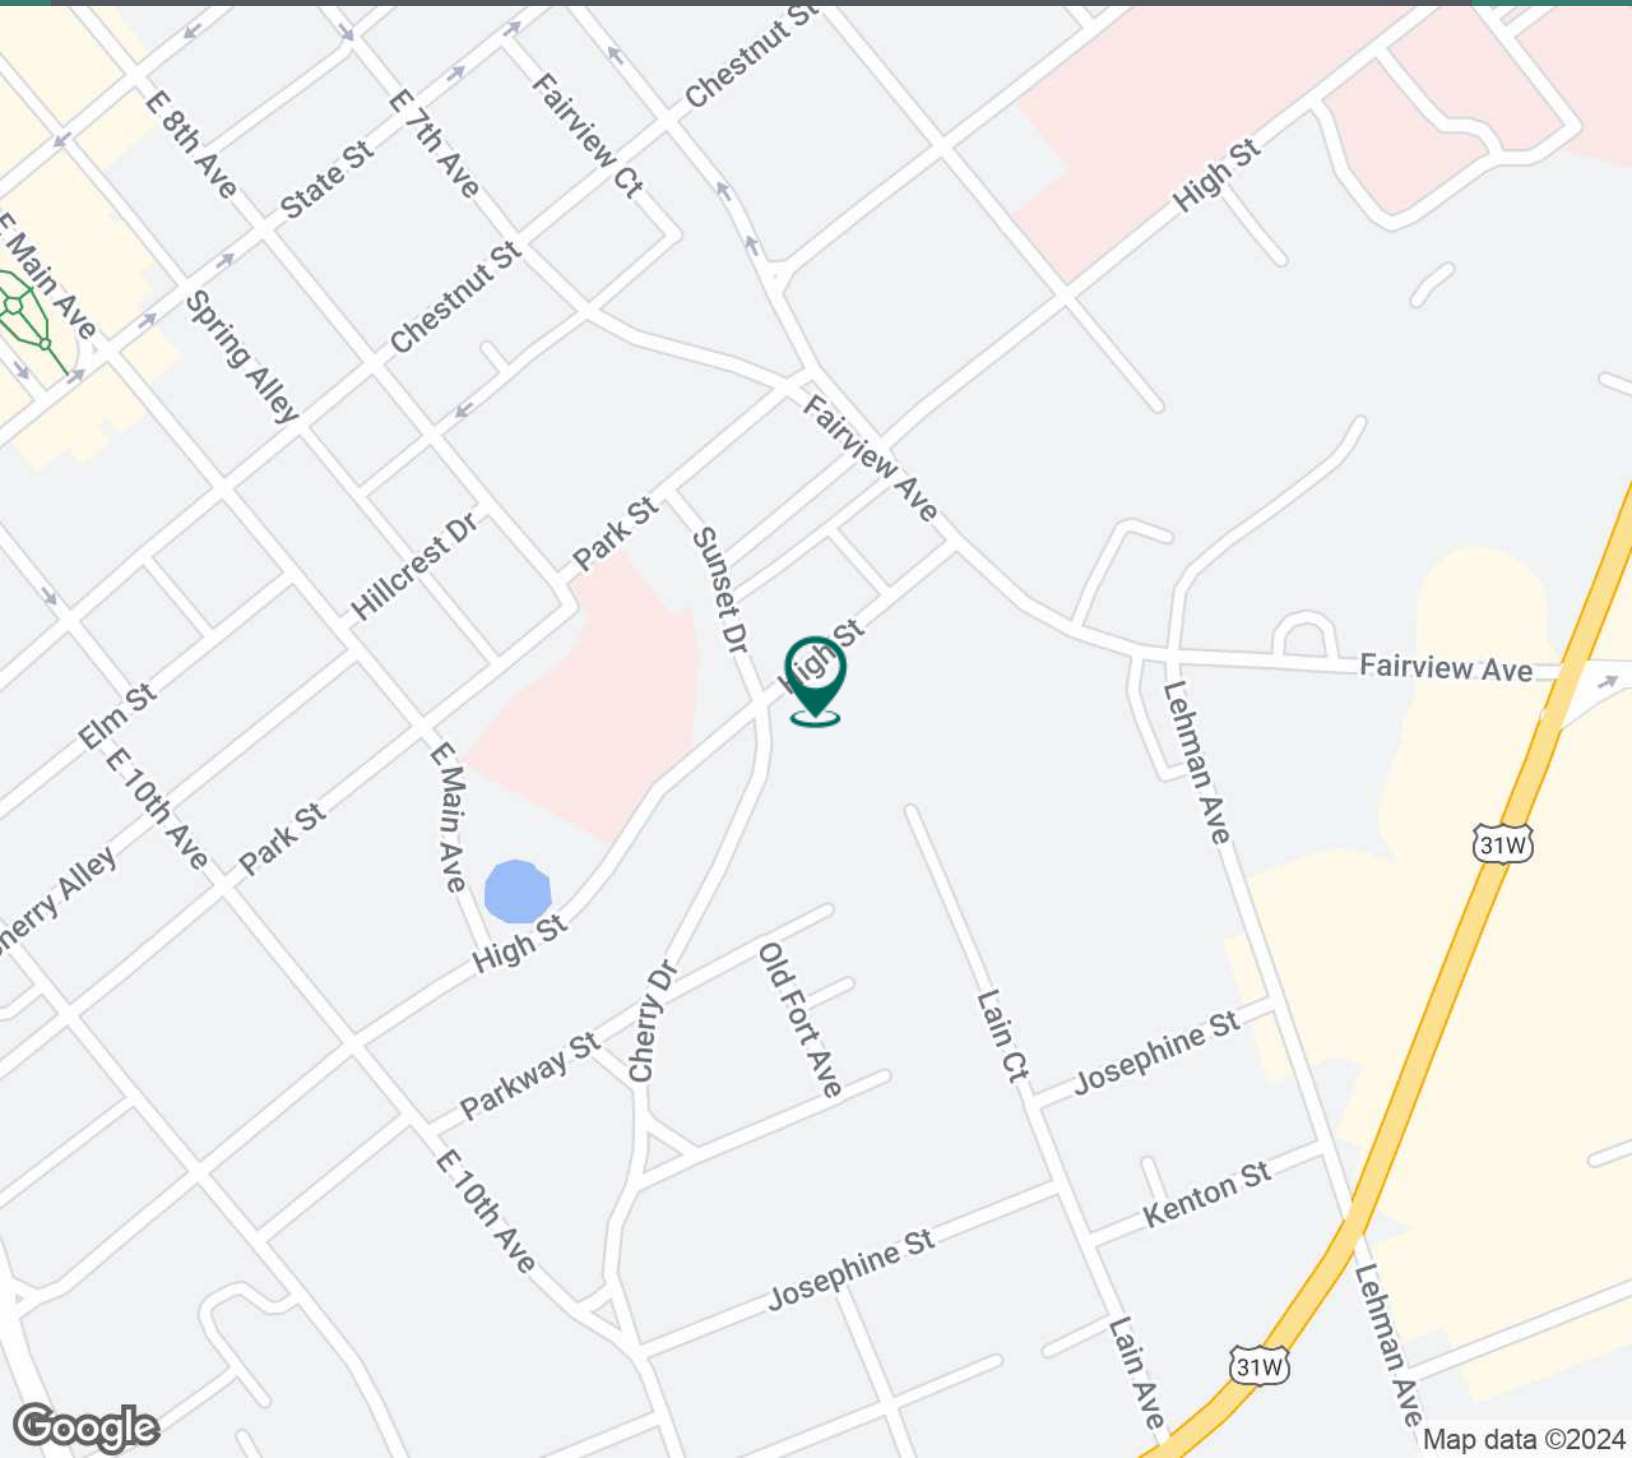 Chestnut St
E 8th Ave
E 7th Ave
Fairview Ct
State St
High St
E Main Ave
Chestnut St
Spring Alley
Fairview Ave
Park St
Hillcrest Dr
Sunset Dr
High St
Fairview Ave
Elm St
Lehman Ave
E 10th Ave
E Main Ave
Park St
31W
herry Alley
High St
Old Fort Ave
Cherry Dr
Lain Ct
Parkway St
Josephine St
E 10th Ave
Kenton St
Josephine St
Lehman Ave
Lain Ave
31W
Google
Map data ©2024